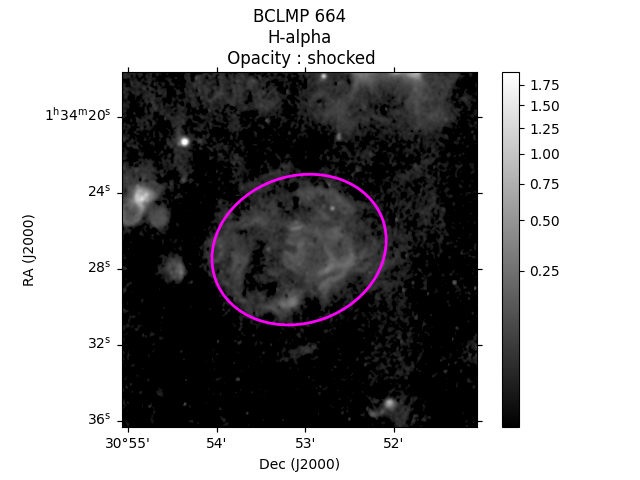 BCLMP 664
H-alpha
Opacity : shocked
1ʰ34ᵐ20ˢ
24ˢ
28ˢ
32ˢ
36ˢ
RA (J2000)
30°55' 54' 53' 52'
Dec (J2000)
1.75
1.50
1.25
1.00
0.75
0.50
0.25